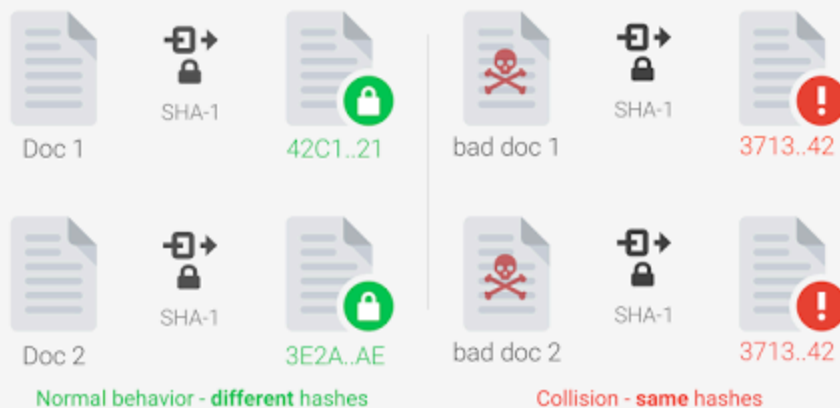 SHA-1
Doc 1
42C1..21
SHA-1
bad doc 1
3713..42
SHA-1
Doc 2
3E2A..AE
SHA-1
bad doc 2
3713..42
Normal behavior - different hashes
Collision - same hashes